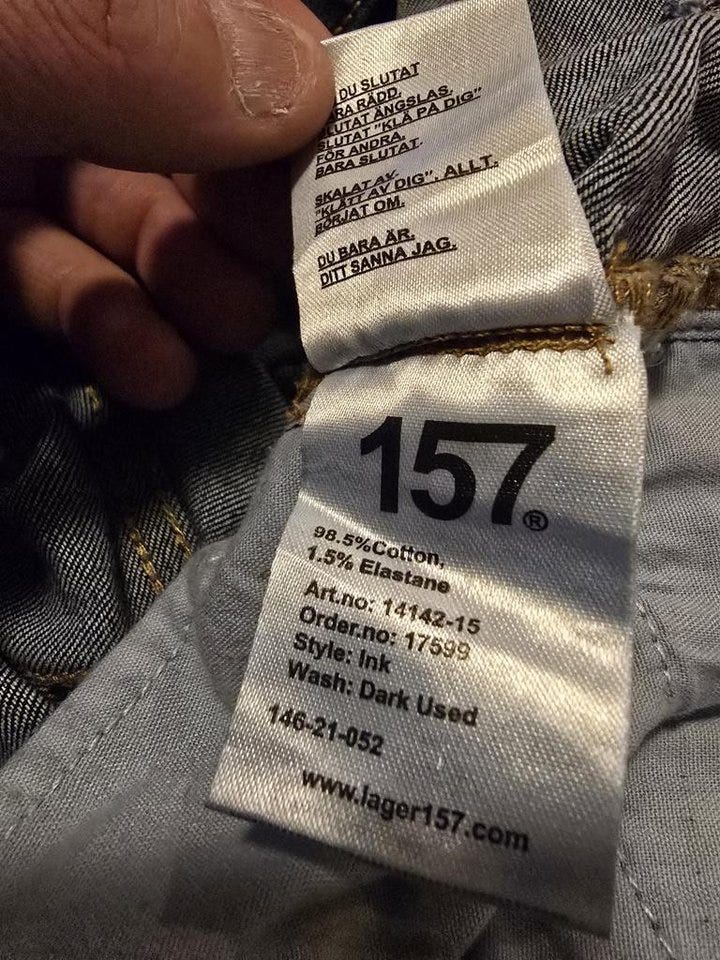 DU SLUTAT
RÄDD.
SLUTAT ÄNGSLAS.
SLUTAT "KLÄ PÅ DIG"
FÖR ANDRA.
BARA SLUTAT.
SKALAT AV.
"KLÄTT AV DIG". ALLT.
BÖRJAT OM.
DU BARA ÄR.
DITT SANNA JAG.
157®
98.5%Cotton,
1.5% Elastane
Art.no: 14142-15
Order.no: 17599
Style: Ink
Wash: Dark Used
146-21-052
www.lager157.com